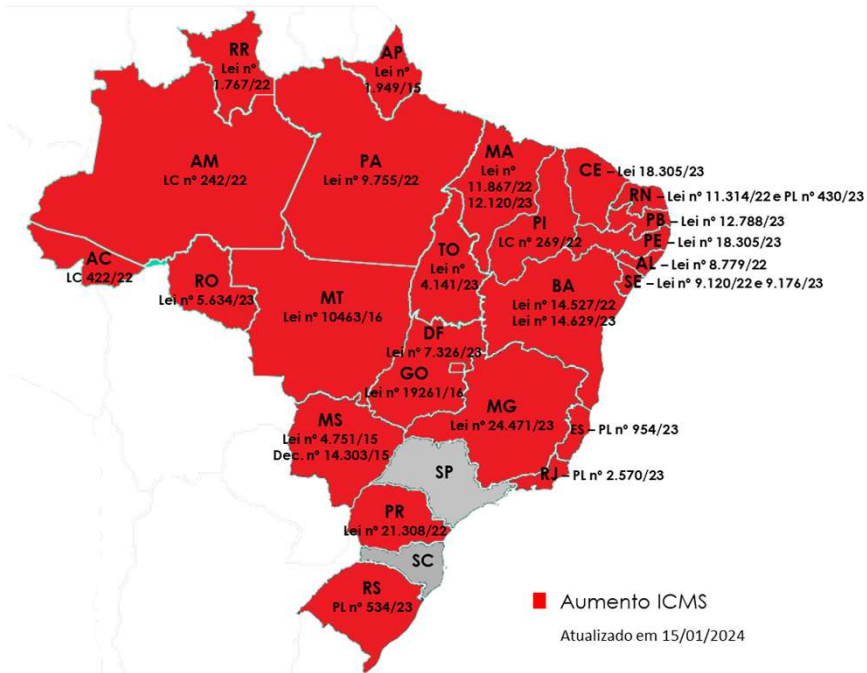 RR
Lei nº
1.767/22
AP
Lei nº
1.949/15
AM
LC nº 242/22
PA
Lei nº 9.755/22
MA
Lei nº
11.867/22
12.120/23
CE – Lei 18.305/23
RN – Lei nº 11.314/22 e PL nº 430/23
PI
LC nº 269/22
PB – Lei nº 12.788/23
PE – Lei nº 18.305/23
AL – Lei nº 8.779/22
SE – Lei nº 9.120/22 e 9.176/23
AC
LC 422/22
RO
Lei nº 5.634/23
TO
Lei nº
4.141/23
MT
Lei nº 10463/16
BA
Lei nº 14.527/22
Lei nº 14.629/23
DF
Lei nº 7.326/23
GO
Lei nº 19261/16
MG
Lei nº 24.471/23
ES – PL nº 954/23
MS
Lei nº 4.751/15
Dec. nº 14.303/15
RJ – PL nº 2.570/23
SP
PR
Lei nº 21.308/22
SC
RS
PL nº 534/23
Aumento ICMS
Atualizado em 15/01/2024